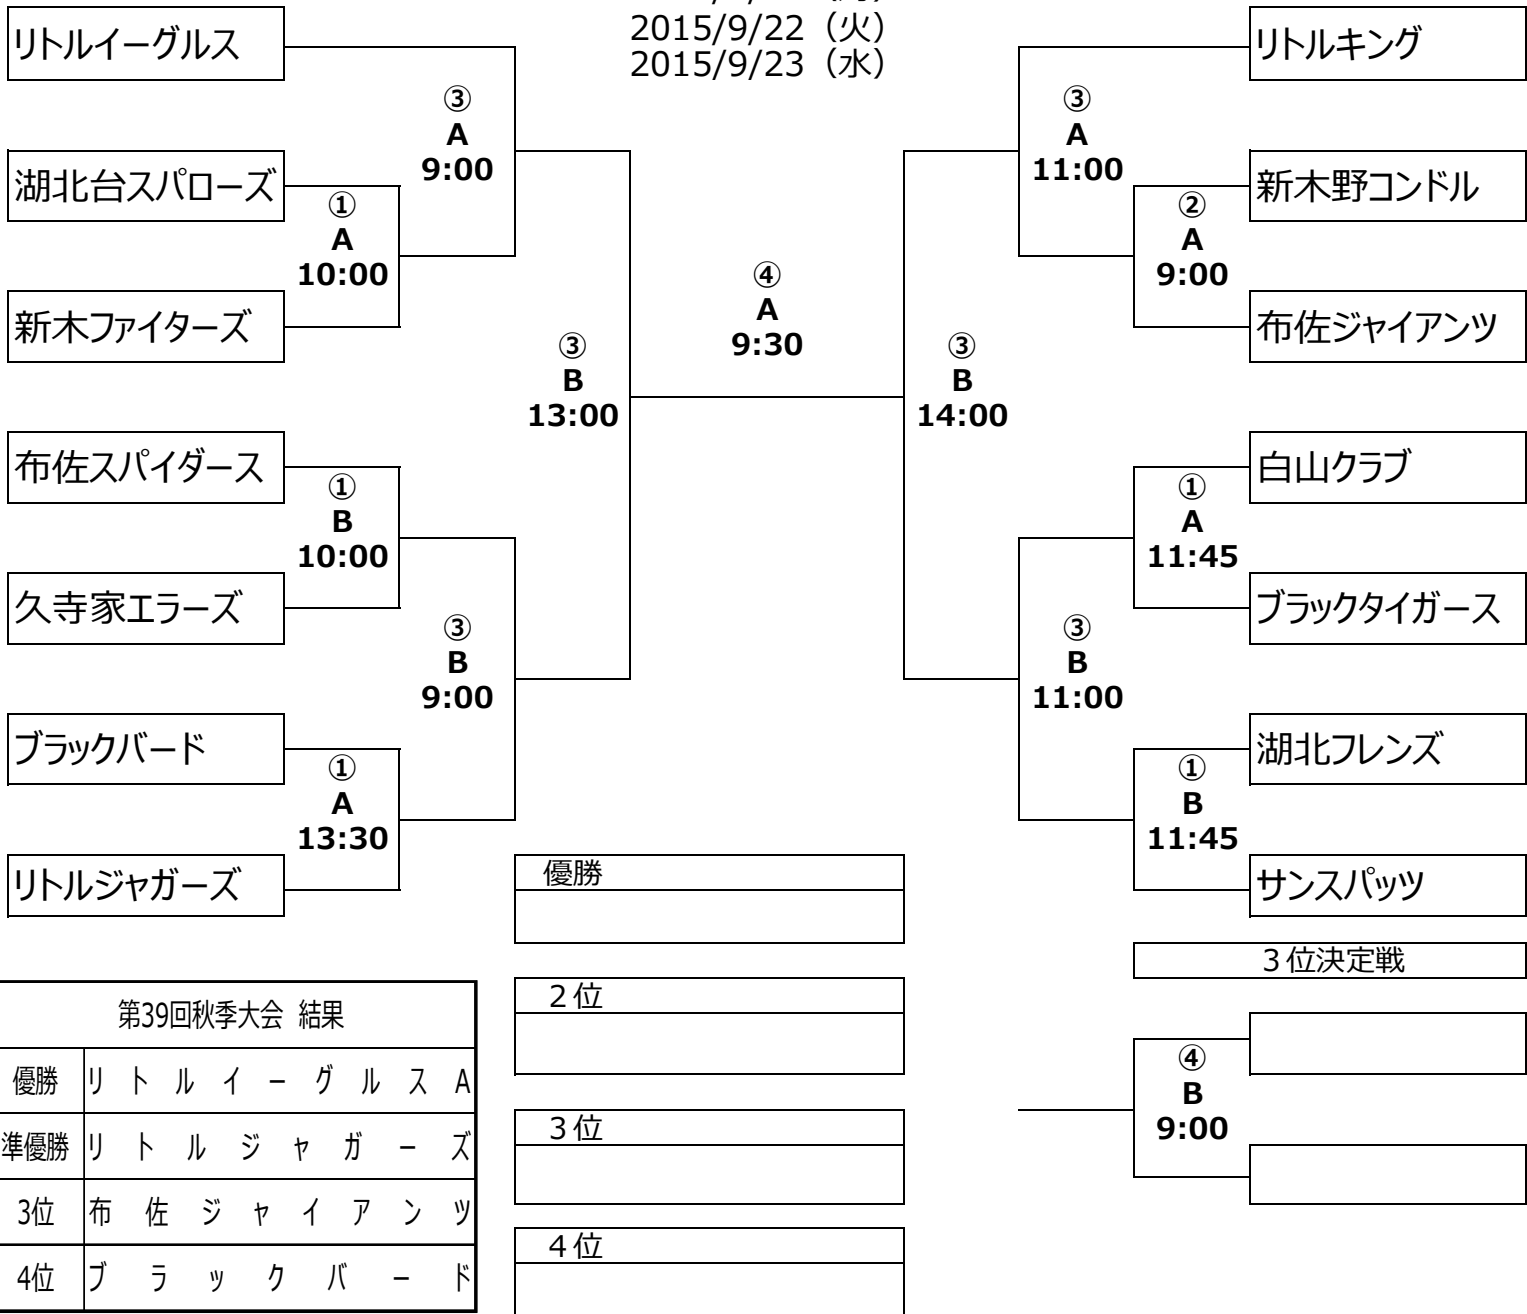 2015/9/22（火）
2015/9/23（水）
リトルイーグルス
湖北台スパローズ
新木ファイターズ
布佐スパイダース
久寺家エラーズ
ブラックバード
リトルジャガーズ
①
A
10:00
①
B
10:00
①
A
13:30
③
A
9:00
③
B
9:00
③
B
13:00
④
A
9:30
③
B
14:00
③
A
11:00
③
B
11:00
②
A
9:00
①
A
11:45
①
B
11:45
リトルキング
新木野コンドル
布佐ジャイアンツ
白山クラブ
ブラックタイガース
湖北フレンズ
サンスパッツ
優勝
２位
３位
４位
３位決定戦
④
B
9:00
第39回秋季大会 結果
優勝 リトルイーグルスA
準優勝 リトルジャガーズ
3位 布佐ジャイアンツ
4位 ブラックバード